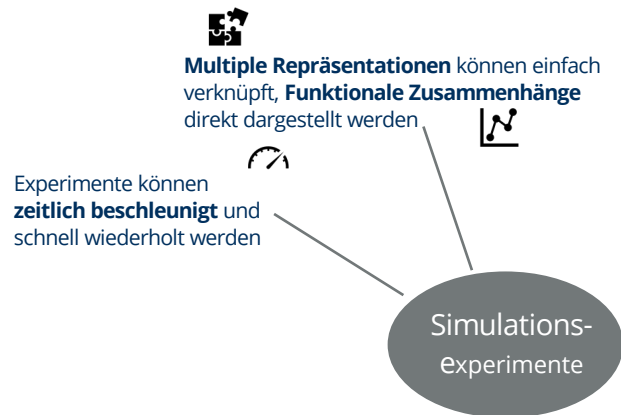 Multiple Repräsentationen können einfach
verknüpft, Funktionale Zusammenhänge
direkt dargestellt werden
Experimente können
zeitlich beschleunigt und
schnell wiederholt werden
Simulations-
experimente